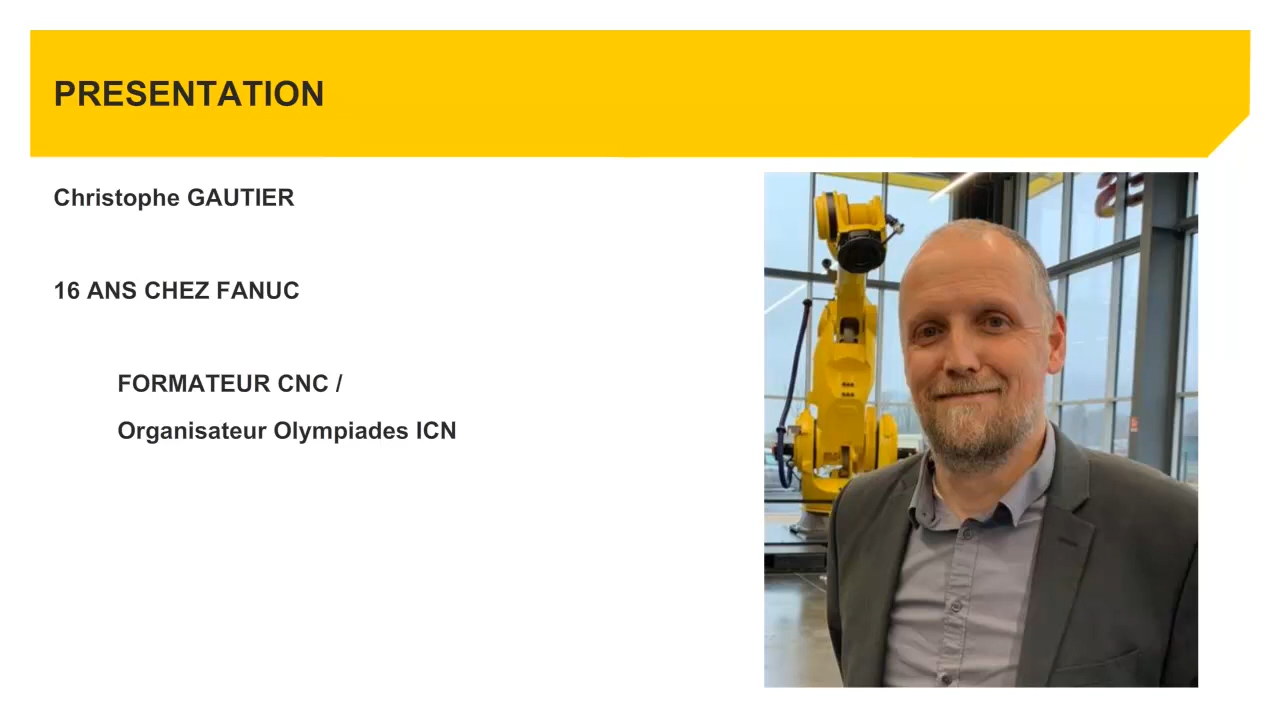 PRESENTATION
Christophe GAUTIER
16 ANS CHEZ FANUC
FORMATEUR CNC /
Organisateur Olympiades ICN